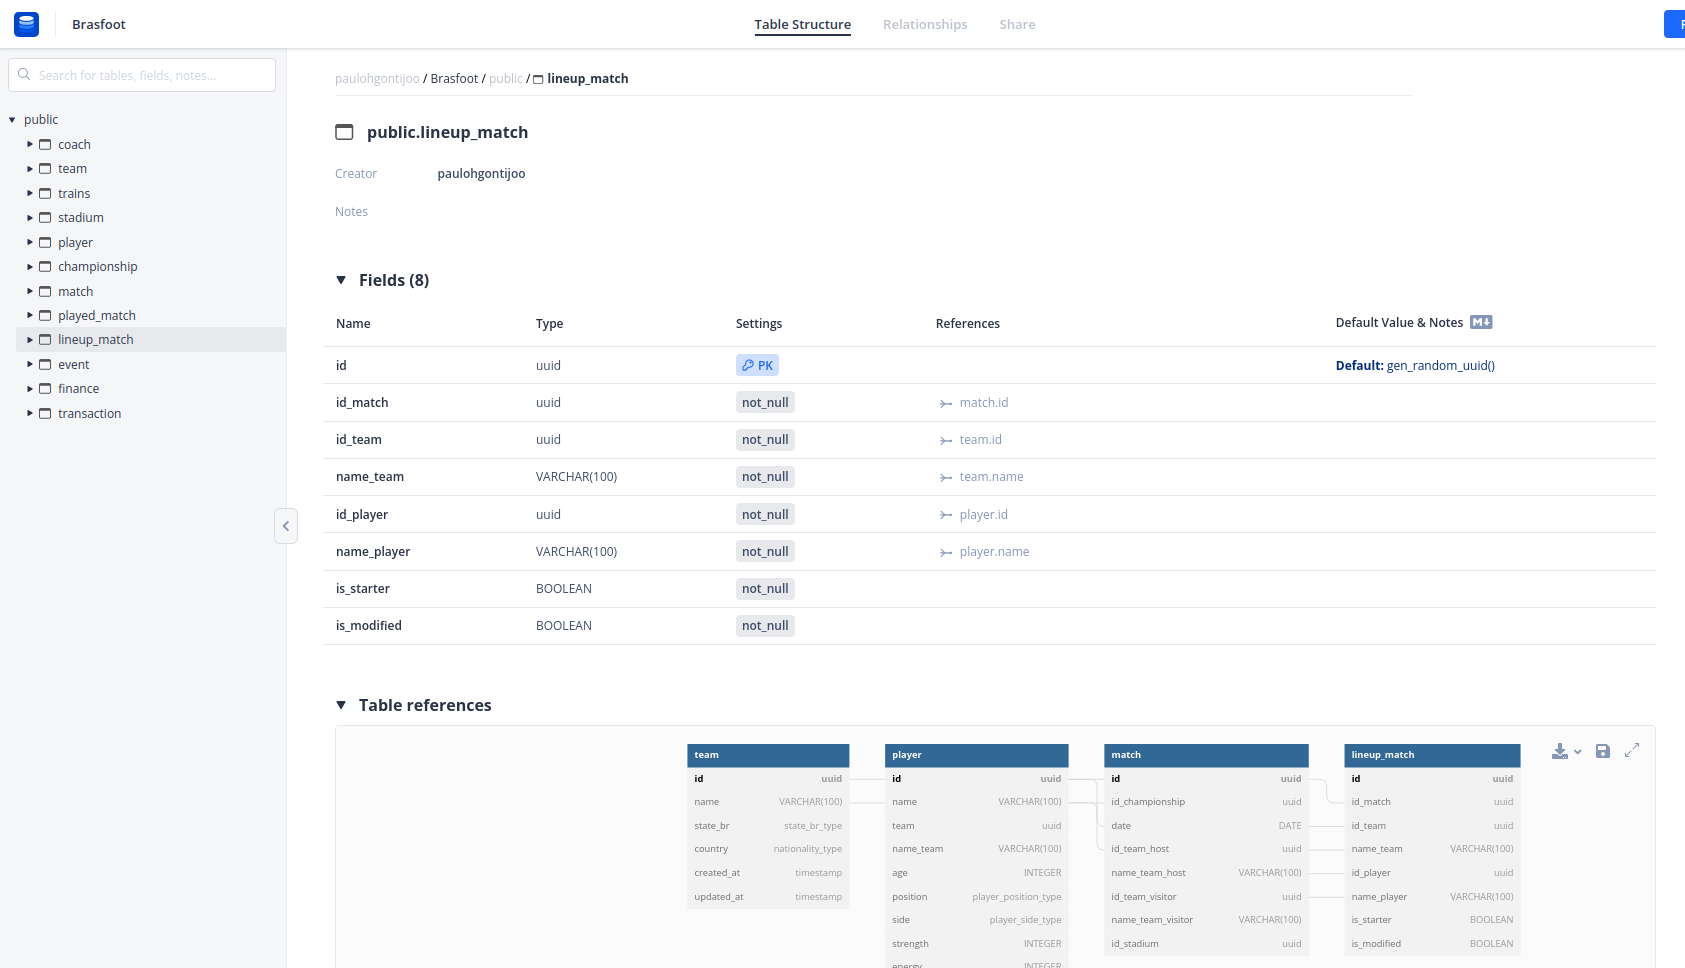 Brasfoot
Table Structure Relationships Share
Search for tables, fields, notes...
public
coach
team
trains
stadium
player
championship
match
played_match
lineup_match
event
finance
transaction
paulohgontijoo / Brasfoot / public / lineup_match
public.lineup_match
Creator paulohgontijoo
Notes
Fields (8)
Name Type Settings References Default Value & Notes M
id uuid PK Default: gen_random_uuid()
id_match uuid not_null match.id
id_team uuid not_null team.id
name_team VARCHAR(100) not_null team.name
id_player uuid not_null player.id
name_player VARCHAR(100) not_null player.name
is_starter BOOLEAN not_null
is_modified BOOLEAN not_null
Table references
team
id uuid
name VARCHAR(100)
state_br state_br_type
country nationality_type
created_at timestamp
updated_at timestamp
player
id uuid
name VARCHAR(100)
team uuid
name_team VARCHAR(100)
age INTEGER
position player_position_type
side player_side_type
strength INTEGER
energy INTEGER
match
id uuid
id_championship uuid
date DATE
id_team_host uuid
name_team_host VARCHAR(100)
id_team_visitor uuid
name_team_visitor VARCHAR(100)
id_stadium uuid
lineup_match
id uuid
id_match uuid
id_team uuid
name_team VARCHAR(100)
id_player uuid
name_player VARCHAR(100)
is_starter BOOLEAN
is_modified BOOLEAN